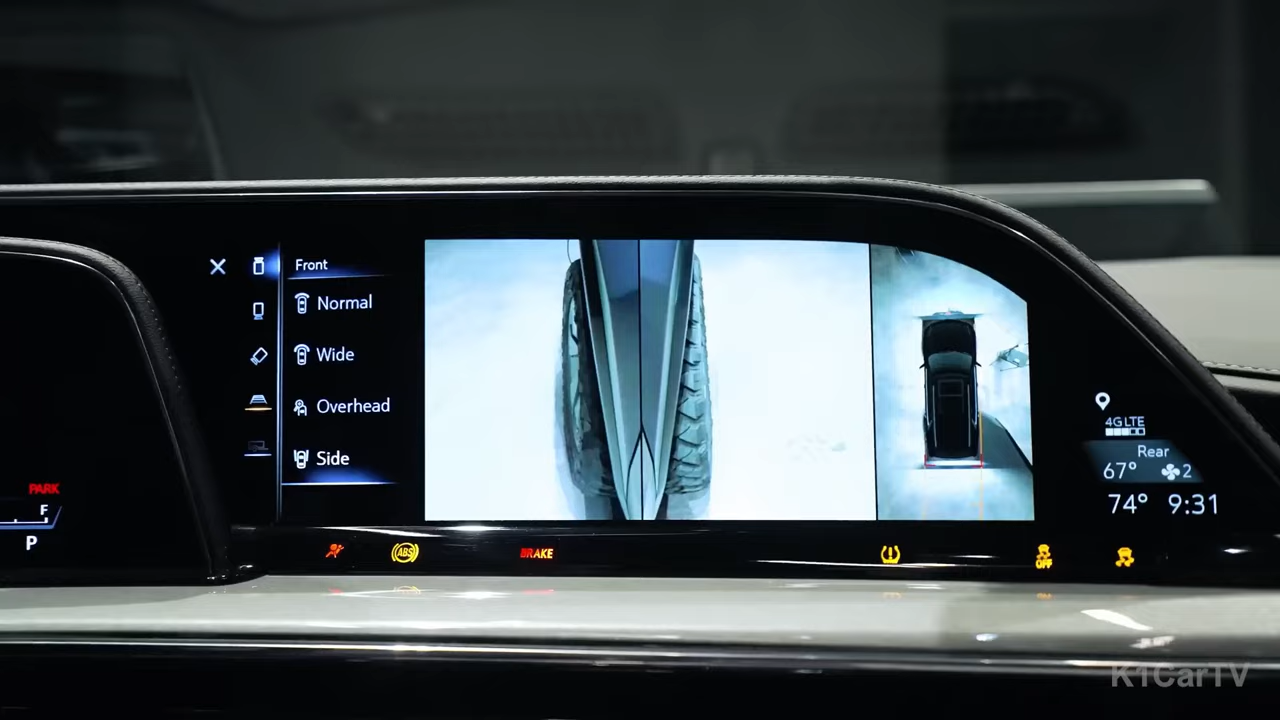 Front
Normal
Wide
Overhead
Side
PARK
F
P
4G LTE
Rear
67° 2
74° 9:31
ABS
BRAKE
OFF
K1CarTV